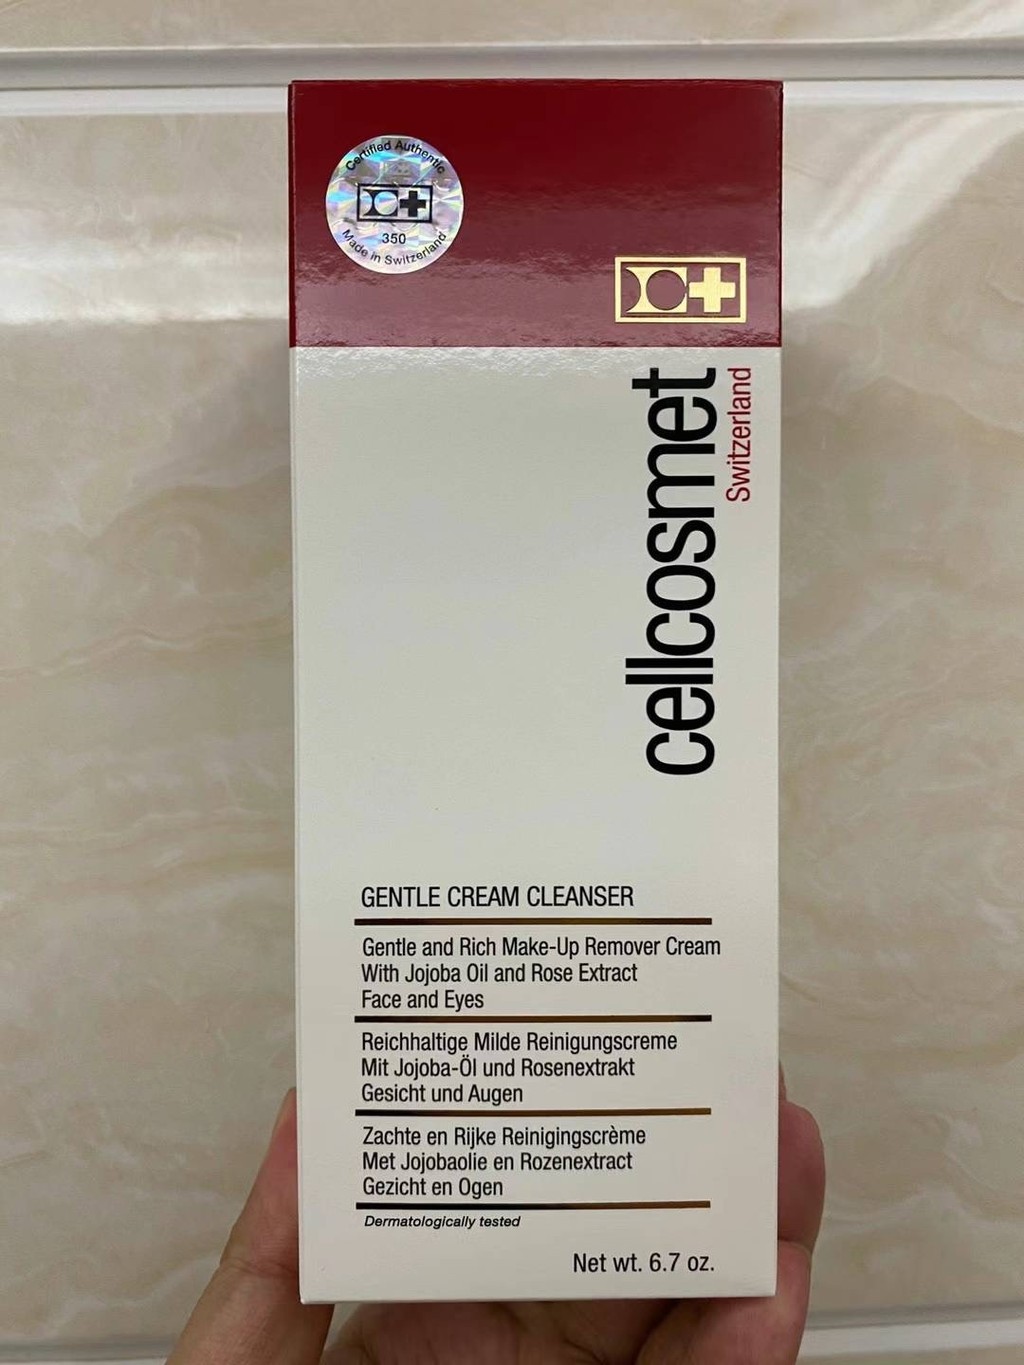 Certified Authentic
350
Made in Switzerland
cellcosmet
Switzerland
GENTLE CREAM CLEANSER
Gentle and Rich Make-Up Remover Cream
With Jojoba Oil and Rose Extract
Face and Eyes
Reichhaltige Milde Reinigungscreme
Mit Jojoba-Öl und Rosenextrakt
Gesicht und Augen
Zachte en Rijke Reinigingscrème
Met Jojobaolie en Rozenextract
Gezicht en Ogen
Dermatologically tested
Net wt. 6.7 oz.